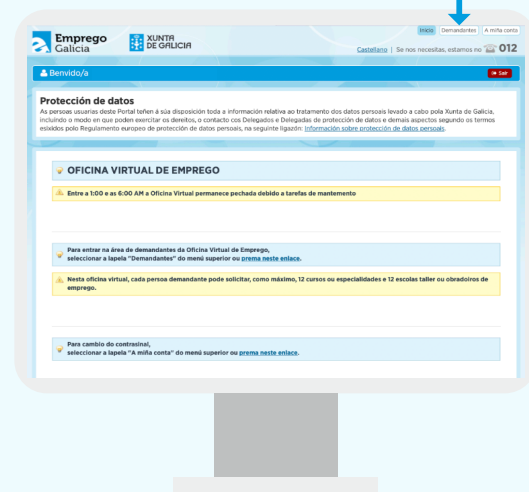 Inicio Demandantes A miña conta
Emprego
Galicia
XUNTA
DE GALICIA
Castellano | Se nos necesitas, estamos no 012
Benvido/a
Sair
Protección de datos
As persoas usuarias deste Portal teñen á súa disposición toda a información relativa ao tratamento dos datos persoais levado a cabo pola Xunta de Galicia,
incluíndo o modo en que poden exercitar os dereitos, o contacto cos Delegados e Delegadas de protección de datos e demais aspectos segundo os termos
esixidos polo Regulamento europeo de protección de datos persoais, na seguinte ligazón: Información sobre protección de datos persoais.
OFICINA VIRTUAL DE EMPREGO
Entre a 1:00 e as 6:00 AM a Oficina Virtual permanece pechada debido a tarefas de mantemento
Para entrar na área de demandantes da Oficina Virtual de Emprego,
seleccionar a lapela "Demandantes" do menú superior ou prema neste enlace.
Nesta oficina virtual, cada persoa demandante pode solicitar, como máximo, 12 cursos ou especialidades e 12 escolas taller ou obradoiros de
emprego.
Para cambio do contrasinal,
seleccionar a lapela "A miña conta" do menú superior ou prema neste enlace.